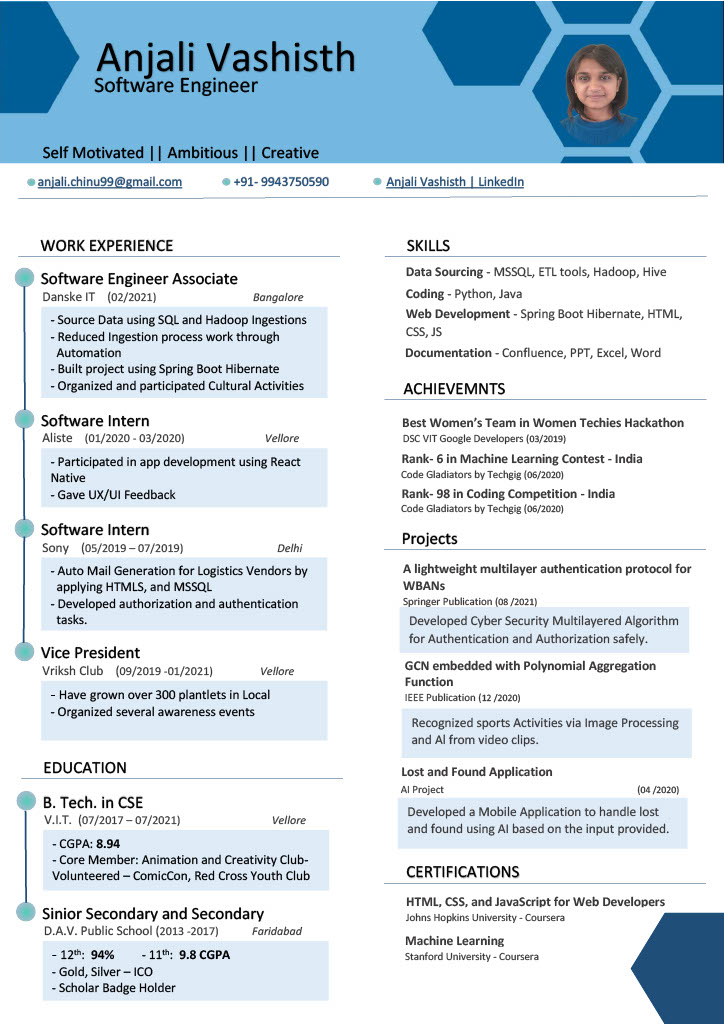 Anjali Vashisth
Software Engineer
Self Motivated || Ambitious || Creative
anjali.chinu99@gmail.com
+91- 9943750590
Anjali Vashisth | LinkedIn
WORK EXPERIENCE
Software Engineer Associate
Danske IT (02/2021) Bangalore
- Source Data using SQL and Hadoop Ingestions
- Reduced Ingestion process work through
Automation
- Built project using Spring Boot Hibernate
- Organized and participated Cultural Activities
Software Intern
Aliste (01/2020 - 03/2020) Vellore
- Participated in app development using React
Native
- Gave UX/UI Feedback
Software Intern
Sony (05/2019 – 07/2019) Delhi
- Auto Mail Generation for Logistics Vendors by
applying HTMLS, and MSSQL
- Developed authorization and authentication
tasks.
Vice President
Vriksh Club (09/2019 -01/2021) Vellore
- Have grown over 300 plantlets in Local
- Organized several awareness events
EDUCATION
B. Tech. in CSE
V.I.T. (07/2017 – 07/2021) Vellore
- CGPA: 8.94
- Core Member: Animation and Creativity Club-
Volunteered – ComicCon, Red Cross Youth Club
Sinior Secondary and Secondary
D.A.V. Public School (2013 -2017) Faridabad
- 12th: 94% - 11th: 9.8 CGPA
- Gold, Silver – ICO
- Scholar Badge Holder
SKILLS
Data Sourcing - MSSQL, ETL tools, Hadoop, Hive
Coding - Python, Java
Web Development - Spring Boot Hibernate, HTML,
CSS, JS
Documentation - Confluence, PPT, Excel, Word
ACHIEVEMNTS
Best Women’s Team in Women Techies Hackathon
DSC VIT Google Developers (03/2019)
Rank- 6 in Machine Learning Contest - India
Code Gladiators by Techgig (06/2020)
Rank- 98 in Coding Competition - India
Code Gladiators by Techgig (06/2020)
Projects
A lightweight multilayer authentication protocol for
WBANs
Springer Publication (08 /2021)
Developed Cyber Security Multilayered Algorithm
for Authentication and Authorization safely.
GCN embedded with Polynomial Aggregation
Function
IEEE Publication (12 /2020)
Recognized sports Activities via Image Processing
and AI from video clips.
Lost and Found Application
AI Project (04 /2020)
Developed a Mobile Application to handle lost
and found using AI based on the input provided.
CERTIFICATIONS
HTML, CSS, and JavaScript for Web Developers
Johns Hopkins University - Coursera
Machine Learning
Stanford University - Coursera